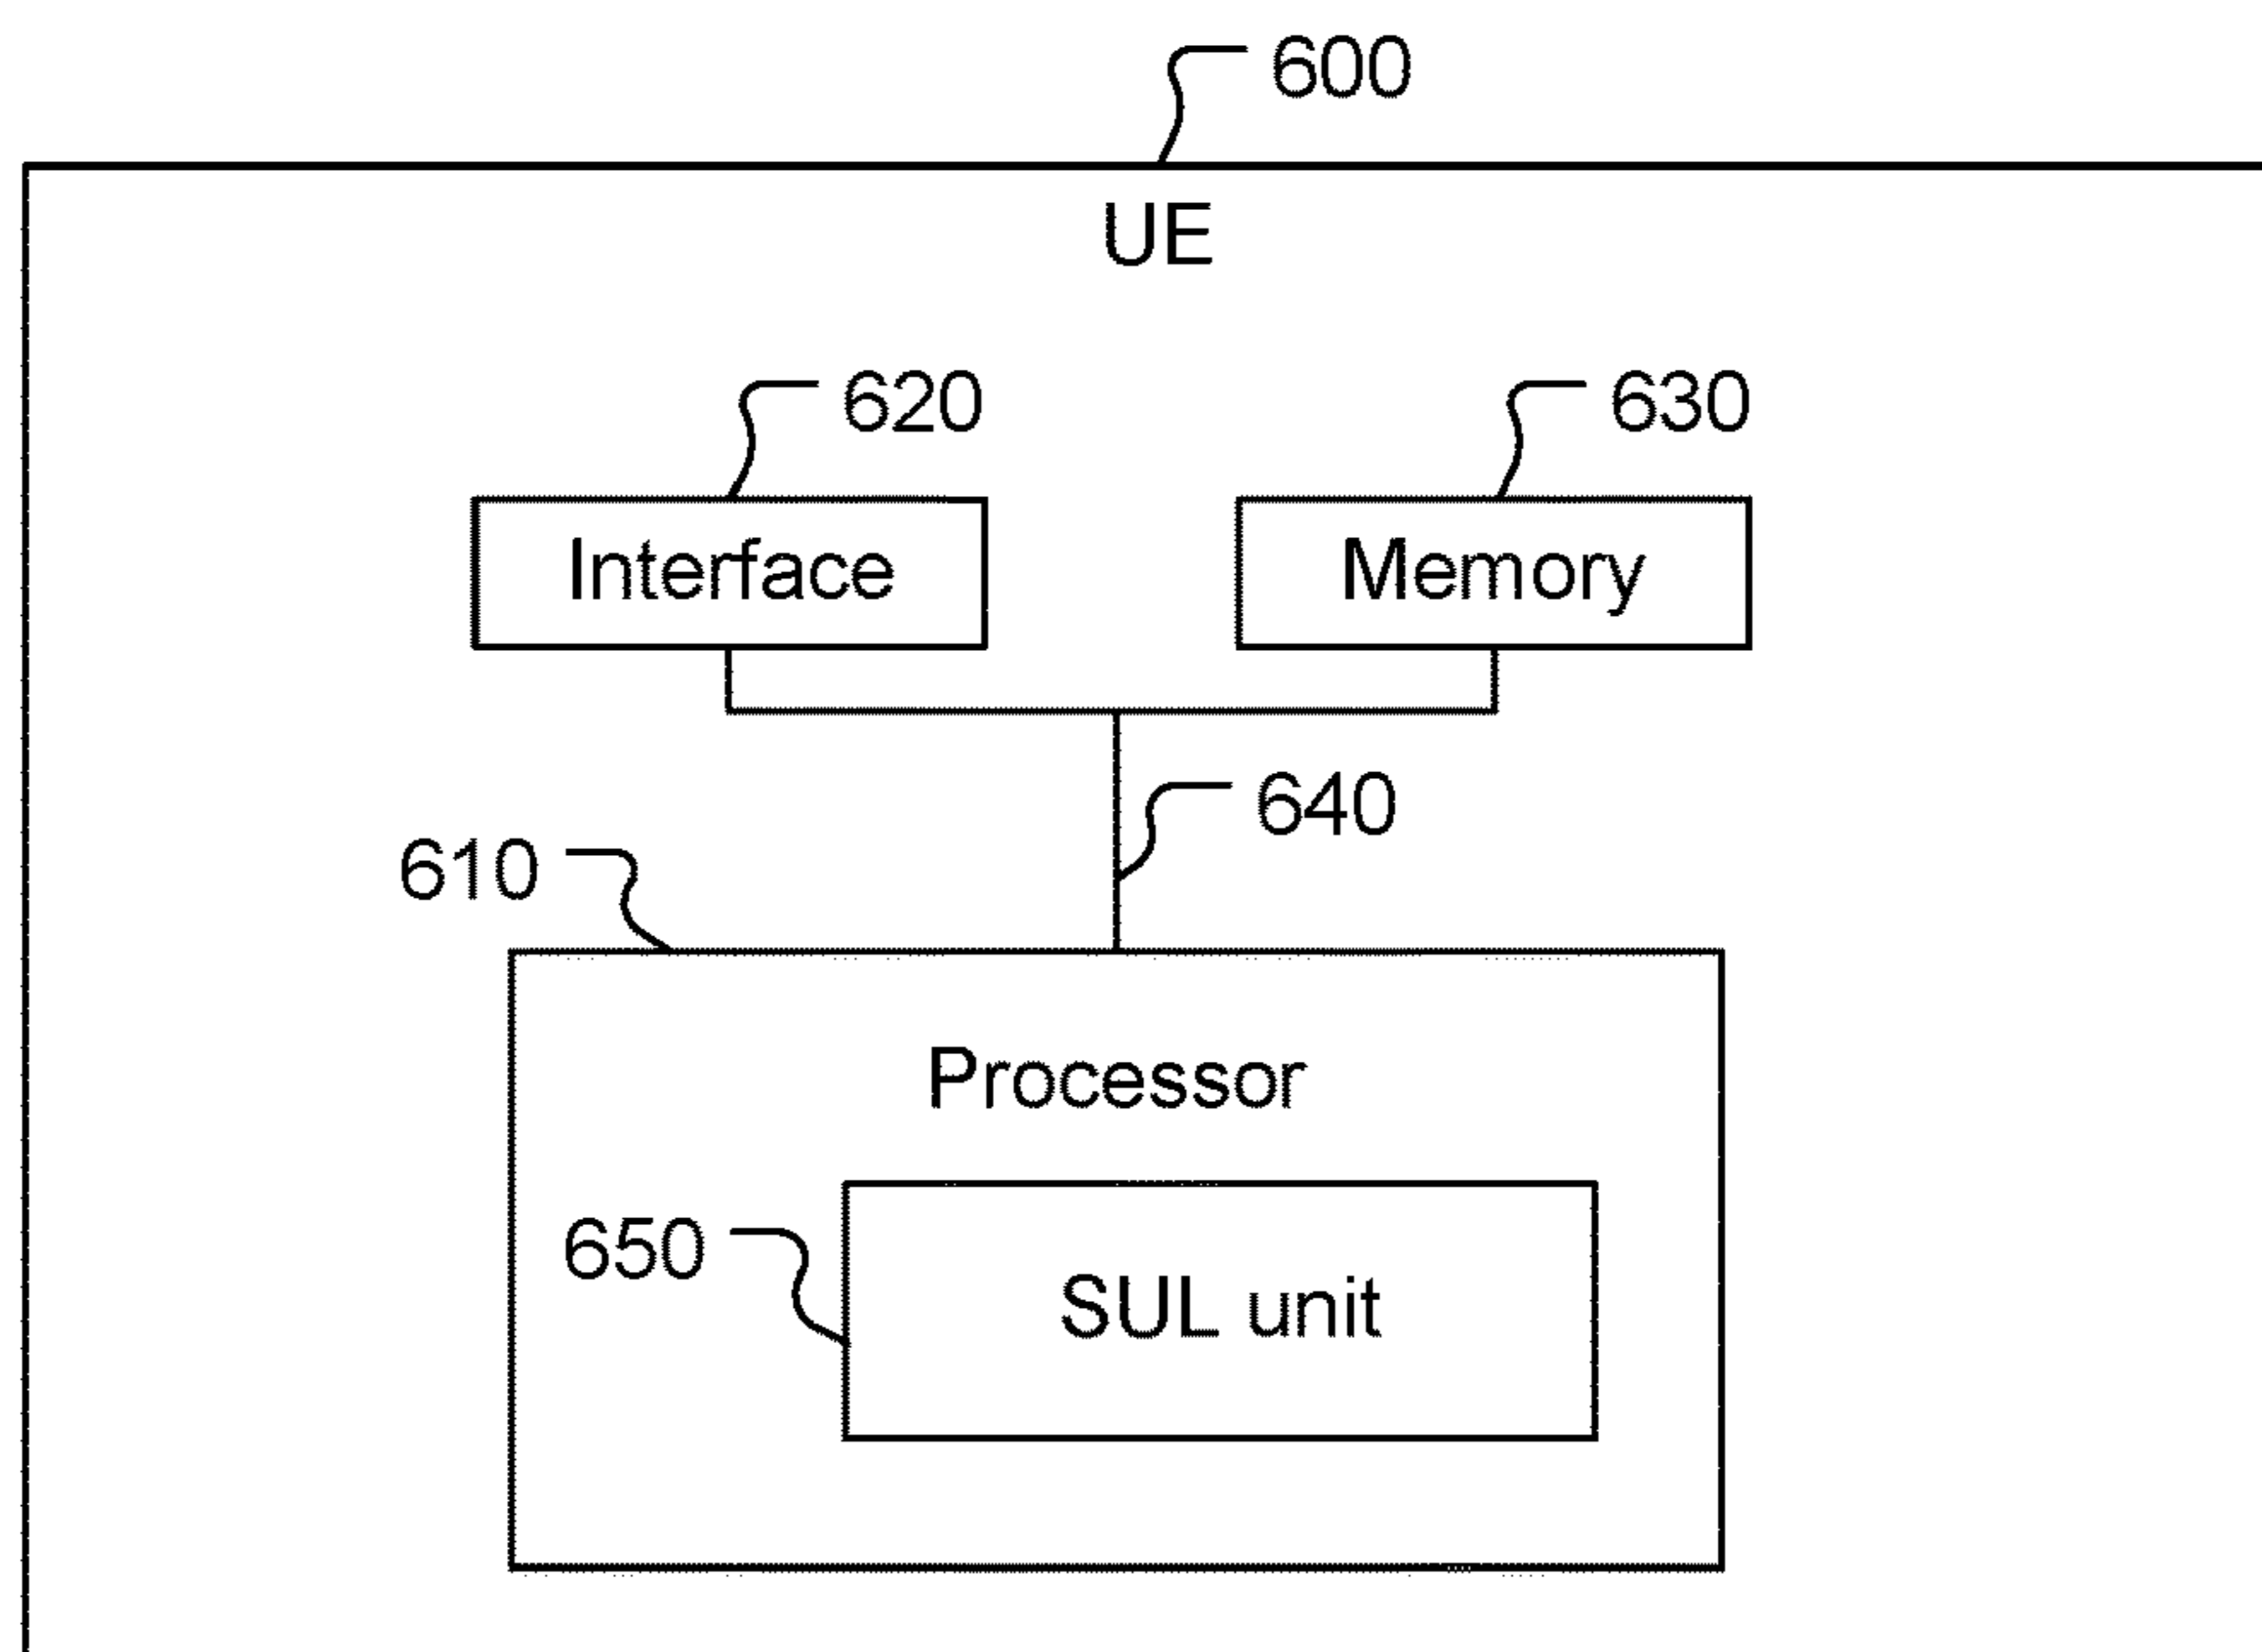 600
UE
620
630
Interface
Memory
640
610
Processor
650
SUL unit